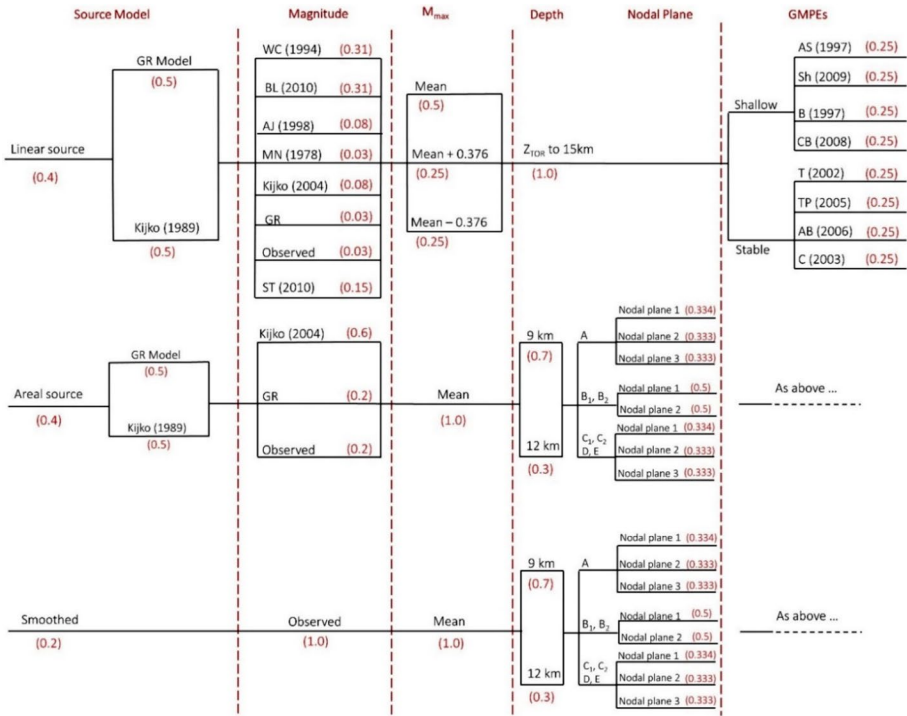 Source Model
Magnitude
Mmax
Depth
Nodal Plane
GMPEs
Linear source
(0.4)
GR Model
(0.5)
Kijko (1989)
(0.5)
WC (1994) (0.31)
BL (2010) (0.31)
AJ (1998) (0.08)
MN (1978) (0.03)
Kijko (2004) (0.08)
GR (0.03)
Observed (0.03)
ST (2010) (0.15)
Mean
(0.5)
Mean + 0.376
(0.25)
Mean – 0.376
(0.25)
ZTOR to 15km
(1.0)
Shallow
AS (1997) (0.25)
Sh (2009) (0.25)
B (1997) (0.25)
CB (2008) (0.25)
Stable
T (2002) (0.25)
TP (2005) (0.25)
AB (2006) (0.25)
C (2003) (0.25)
Areal source
(0.4)
GR Model
(0.5)
Kijko (1989)
(0.5)
Kijko (2004) (0.6)
GR (0.2)
Observed (0.2)
Mean
(1.0)
9 km
(0.7)
12 km
(0.3)
A
Nodal plane 1 (0.334)
Nodal plane 2 (0.333)
Nodal plane 3 (0.333)
B1, B2
Nodal plane 1 (0.5)
Nodal plane 2 (0.5)
C1, C2
D, E
Nodal plane 1 (0.334)
Nodal plane 2 (0.333)
Nodal plane 3 (0.333)
As above ...
Smoothed
(0.2)
Observed
(1.0)
Mean
(1.0)
9 km
(0.7)
12 km
(0.3)
A
Nodal plane 1 (0.334)
Nodal plane 2 (0.333)
Nodal plane 3 (0.333)
B1, B2
Nodal plane 1 (0.5)
Nodal plane 2 (0.5)
C1, C2
D, E
Nodal plane 1 (0.334)
Nodal plane 2 (0.333)
Nodal plane 3 (0.333)
As above ...